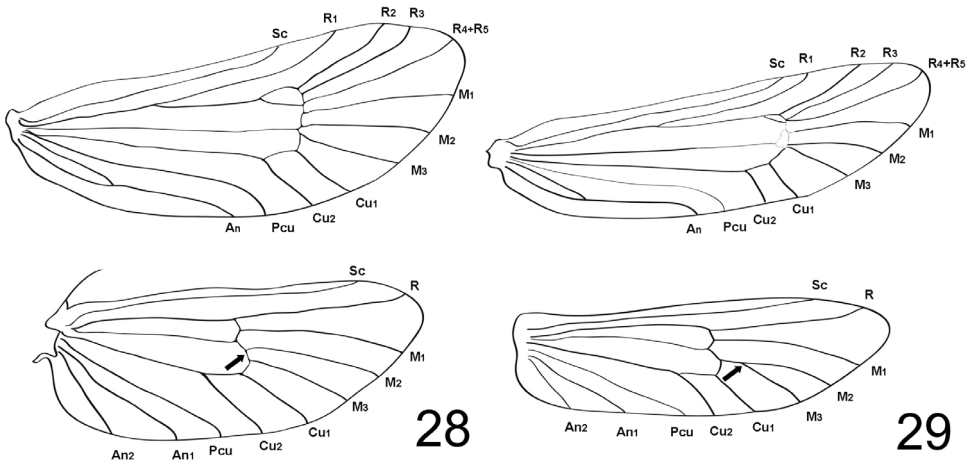 Sc R1 R2 R3 R4+R5 M1 M2 M3 Cu1 Cu2 Pcu An
Sc R1 R2 R3 R4+R5 M1 M2 M3 Cu1 Cu2 Pcu An
Sc R M1 M2 M3 Cu1 Cu2 Pcu An1 An2
28
Sc R M1 M2 M3 Cu1 Cu2 Pcu An1 An2
29